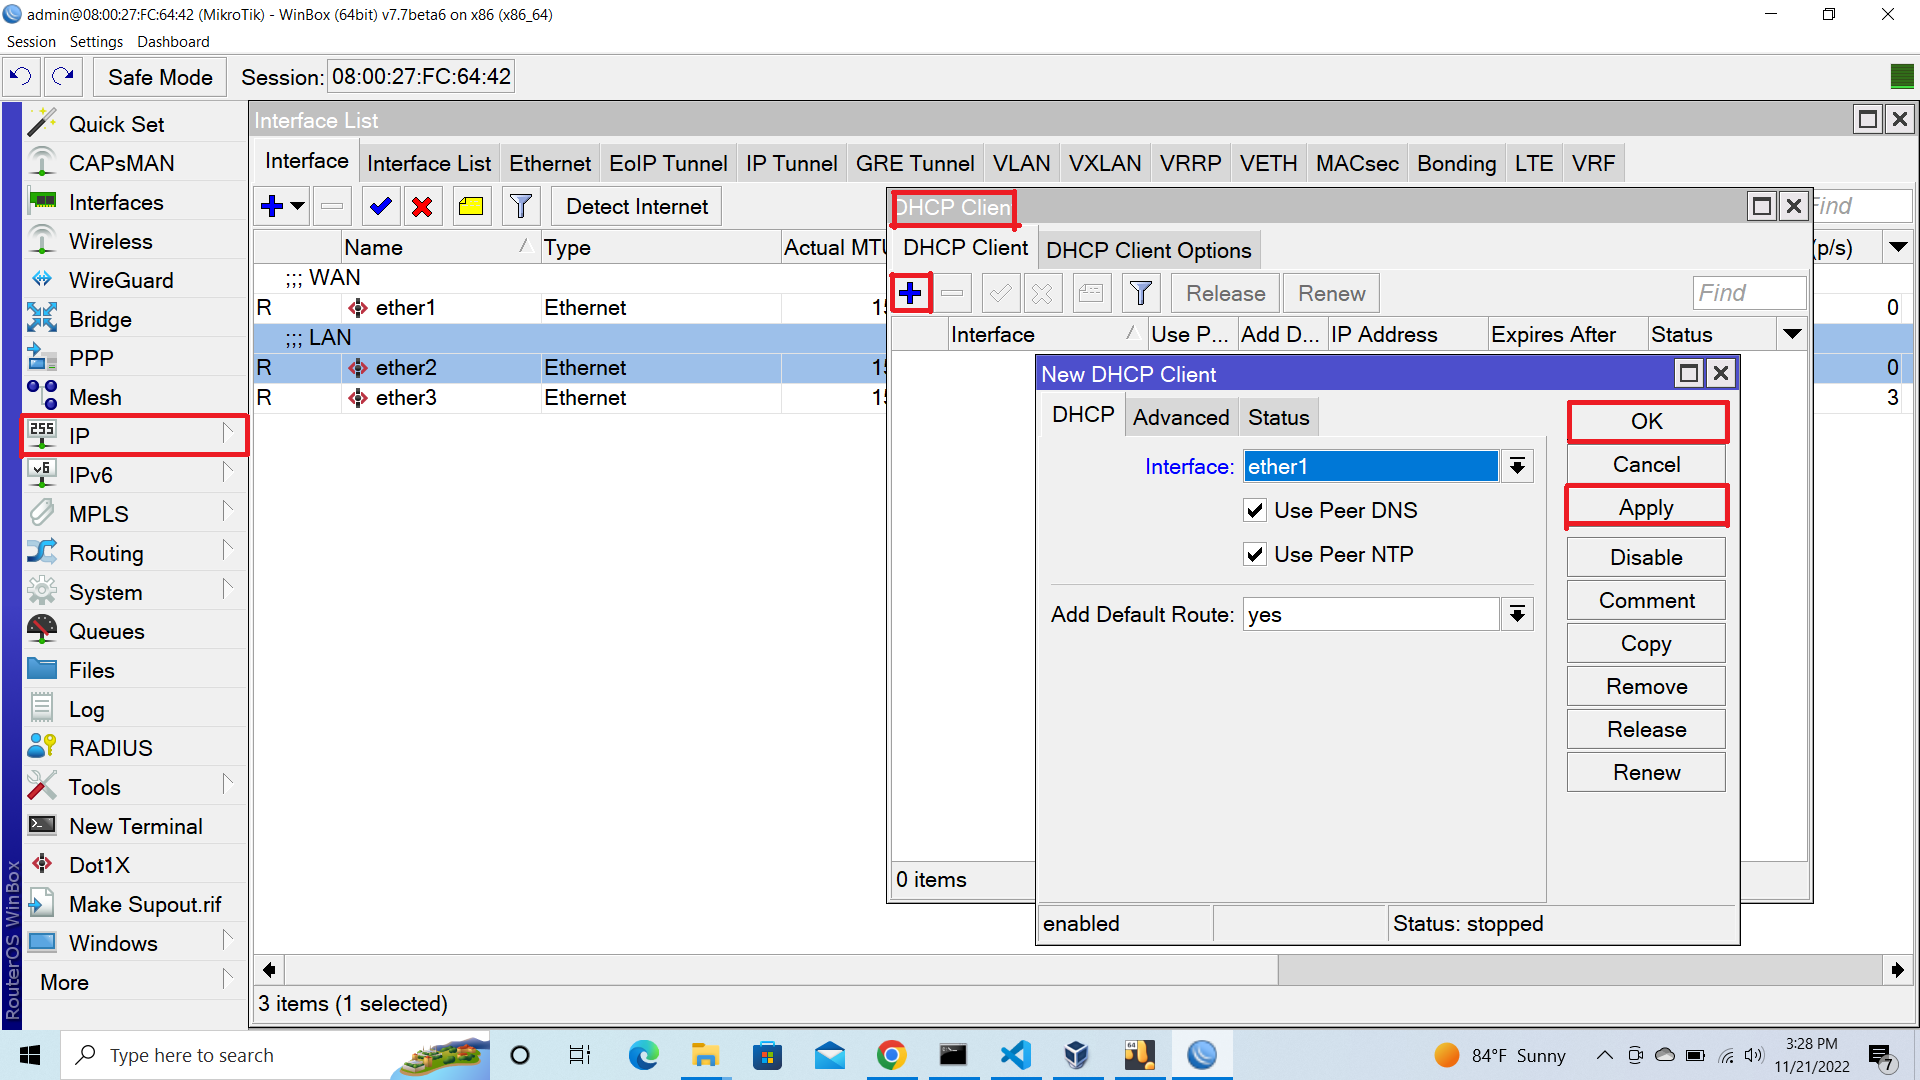 admin@08:00:27:FC:64:42 (MikroTik) - WinBox (64bit) v7.7beta6 on x86 (x86_64)
Session Settings Dashboard
Safe Mode Session: 08:00:27:FC:64:42
RouterOS WinBox
Quick Set
CAPsMAN
Interfaces
Wireless
WireGuard
Bridge
PPP
Mesh
255 IP
v6 IPv6
MPLS
Routing
System
Queues
Files
Log
RADIUS
Tools
New Terminal
Dot1X
Make Supout.rif
Windows
More
Interface List
Interface Interface List Ethernet EoIP Tunnel IP Tunnel GRE Tunnel VLAN VXLAN VRRP VETH MACsec Bonding LTE VRF
Detect Internet Find
Name Type Actual MTU (p/s)
;;; WAN
R ether1 Ethernet 15 0
;;; LAN
R ether2 Ethernet 15 0
R ether3 Ethernet 15 3
3 items (1 selected)
DHCP Client
DHCP Client DHCP Client Options
Release Renew Find
Interface Use P... Add D... IP Address Expires After Status
0 items
New DHCP Client
DHCP Advanced Status
Interface: ether1
Use Peer DNS
Use Peer NTP
Add Default Route: yes
OK
Cancel
Apply
Disable
Comment
Copy
Remove
Release
Renew
enabled Status: stopped
Type here to search
64
84°F Sunny
3:28 PM
11/21/2022
7